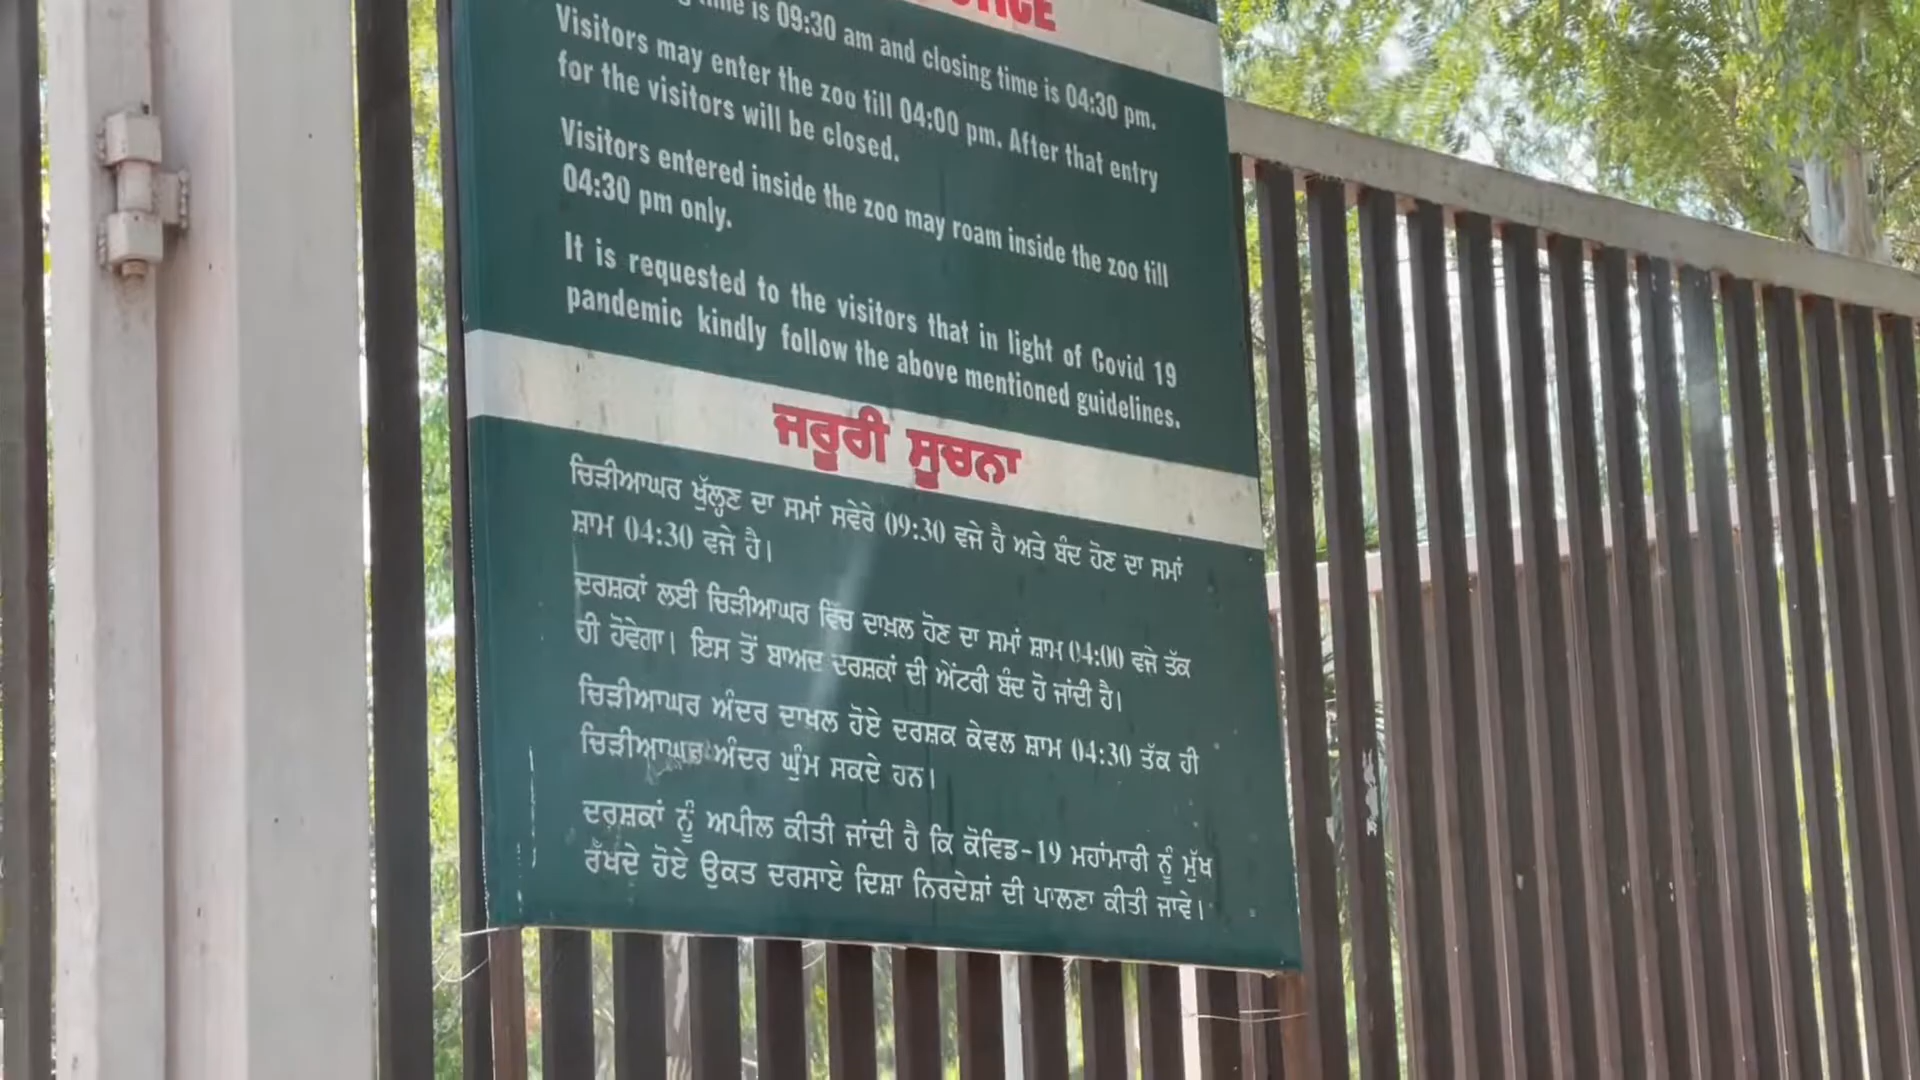 time is 09:30 am and closing time is 04:30 pm.
Visitors may enter the zoo till 04:00 pm. After that entry
for the visitors will be closed.
Visitors entered inside the zoo may roam inside the zoo till
04:30 pm only.
It is requested to the visitors that in light of Covid 19
pandemic kindly follow the above mentioned guidelines.
ਜਰੂਰੀ ਸੂਚਨਾ
ਚਿੜੀਆਘਰ ਖੁੱਲ੍ਹਣ ਦਾ ਸਮਾਂ ਸਵੇਰੇ 09:30 ਵਜੇ ਹੈ ਅਤੇ ਬੰਦ ਹੋਣ ਦਾ ਸਮਾਂ
ਸ਼ਾਮ 04:30 ਵਜੇ ਹੈ।
ਦਰਸ਼ਕਾਂ ਲਈ ਚਿੜੀਆਘਰ ਵਿੱਚ ਦਾਖ਼ਲ ਹੋਣ ਦਾ ਸਮਾਂ ਸ਼ਾਮ 04:00 ਵਜੇ ਤੱਕ
ਹੀ ਹੋਵੇਗਾ। ਇਸ ਤੋਂ ਬਾਅਦ ਦਰਸ਼ਕਾਂ ਦੀ ਐਂਟਰੀ ਬੰਦ ਹੋ ਜਾਂਦੀ ਹੈ।
ਚਿੜੀਆਘਰ ਅੰਦਰ ਦਾਖਲ ਹੋਏ ਦਰਸ਼ਕ ਕੇਵਲ ਸ਼ਾਮ 04:30 ਤੱਕ ਹੀ
ਚਿੜੀਆਘਰ ਅੰਦਰ ਘੁੰਮ ਸਕਦੇ ਹਨ।
ਦਰਸ਼ਕਾਂ ਨੂੰ ਅਪੀਲ ਕੀਤੀ ਜਾਂਦੀ ਹੈ ਕਿ ਕੋਵਿਡ-19 ਮਹਾਂਮਾਰੀ ਨੂੰ ਮੁੱਖ
ਰੱਖਦੇ ਹੋਏ ਉਕਤ ਦਰਸਾਏ ਦਿਸ਼ਾ ਨਿਰਦੇਸ਼ਾਂ ਦੀ ਪਾਲਣਾ ਕੀਤੀ ਜਾਵੇ।